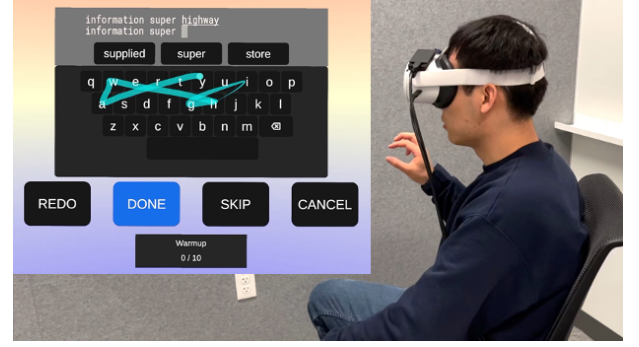 information super highway
information super
supplied super store
q w e r t y u i o p
a s d f g h j k l
z x c v b n m
REDO DONE SKIP CANCEL
Warmup
0 / 10